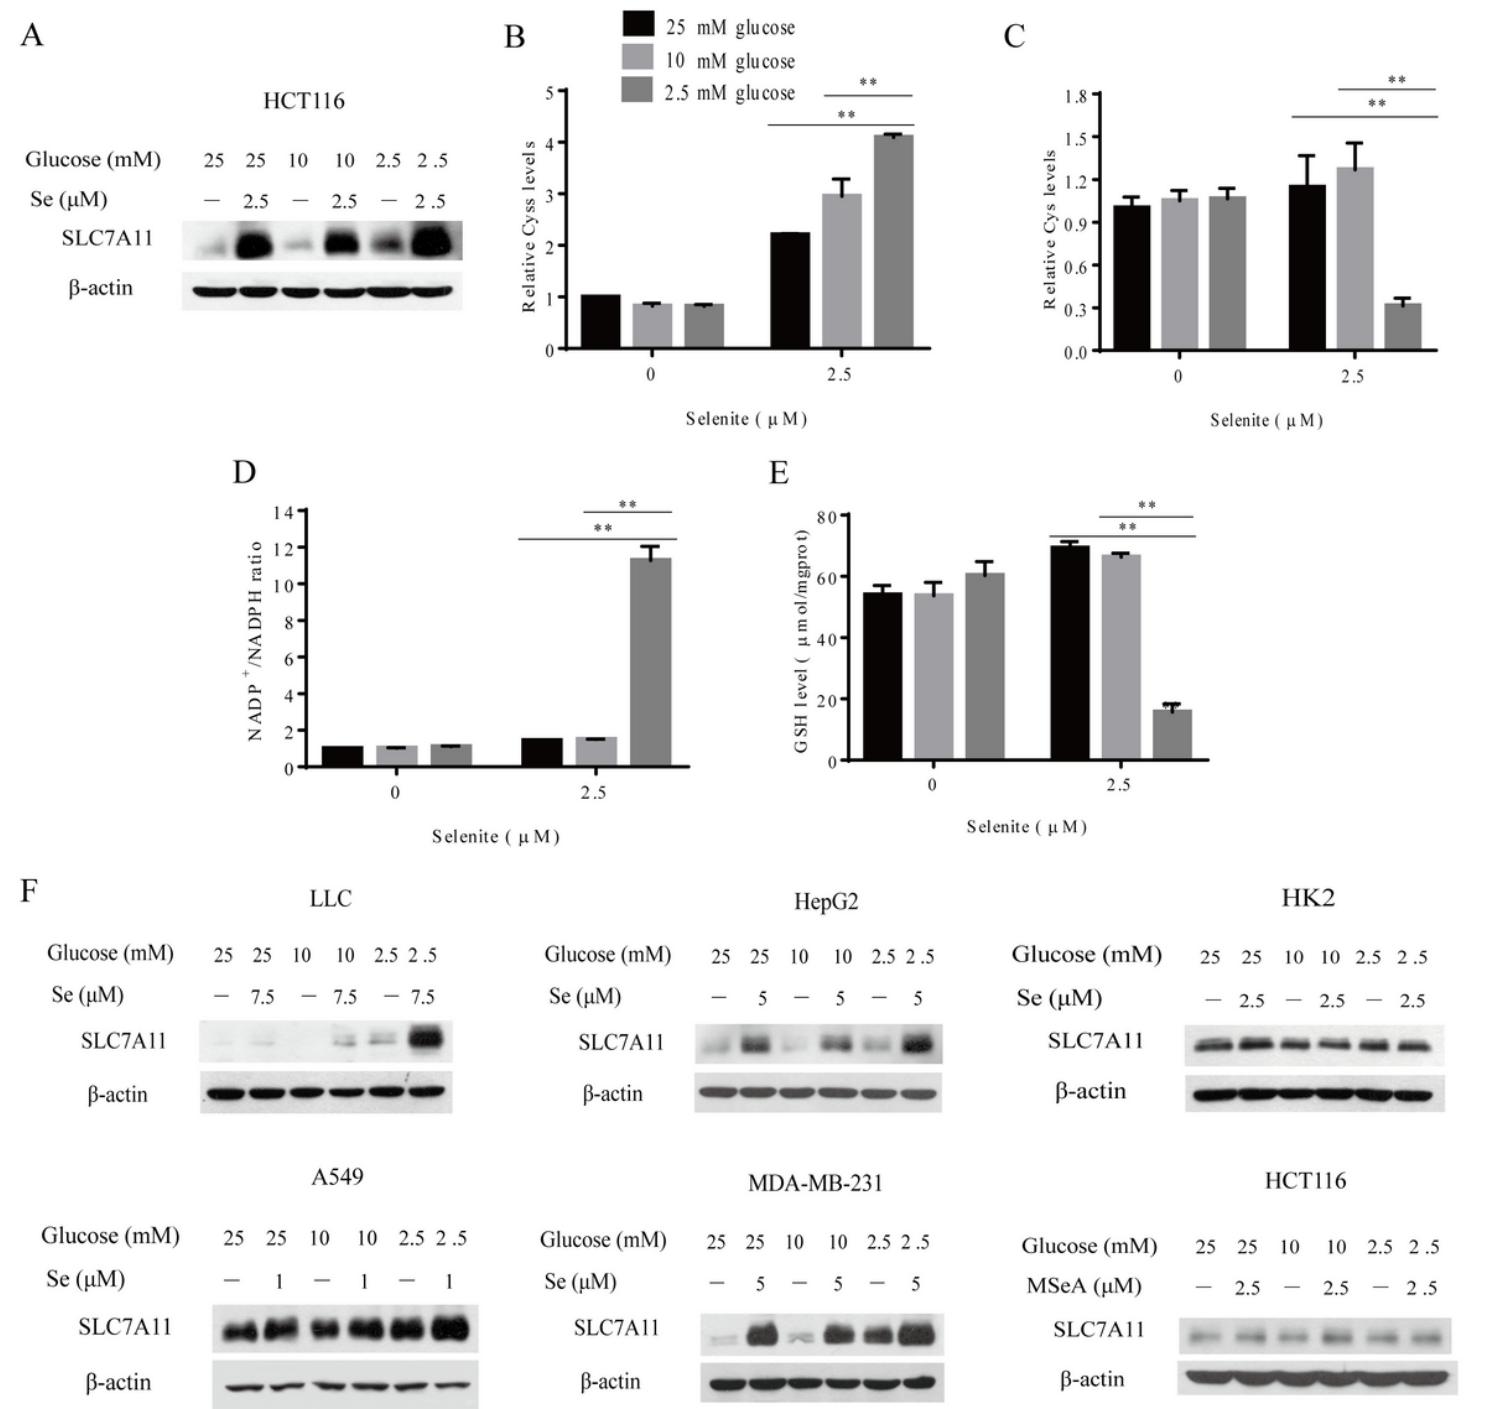 A
HCT116
Glucose (mM) 25 25 10 10 2.5 2 .5
Se (μM) — 2.5 — 2.5 — 2 .5
SLC7A11
β-actin
B
25 mM glucose
10 mM glucose
2.5 mM glucose
Relative Cyss levels
5
4
3
2
1
0
**
**
0 2.5
Selenite ( μ M )
C
Relative Cys levels
1.8
1.5
1.2
0.9
0.6
0.3
0.0
**
**
0 2.5
Selenite ( μ M )
D
NADP +/NADPH ratio
14
12
10
8
6
4
2
0
**
**
0 2.5
Selenite ( μ M )
E
GSH level ( μ mol/mgprot)
80
60
40
20
0
**
**
0 2.5
Selenite ( μ M )
F
LLC
Glucose (mM) 25 25 10 10 2.5 2 .5
Se (μM) — 7.5 — 7.5 — 7.5
SLC7A11
β-actin
HepG2
Glucose (mM) 25 25 10 10 2.5 2 .5
Se (μM) — 5 — 5 — 5
SLC7A11
β-actin
HK2
Glucose (mM) 25 25 10 10 2.5 2 .5
Se (μM) — 2.5 — 2.5 — 2.5
SLC7A11
β-actin
A549
Glucose (mM) 25 25 10 10 2.5 2 .5
Se (μM) — 1 — 1 — 1
SLC7A11
β-actin
MDA-MB-231
Glucose (mM) 25 25 10 10 2.5 2 .5
Se (μM) — 5 — 5 — 5
SLC7A11
β-actin
HCT116
Glucose (mM) 25 25 10 10 2.5 2 .5
MSeA (μM) — 2.5 — 2.5 — 2 .5
SLC7A11
β-actin